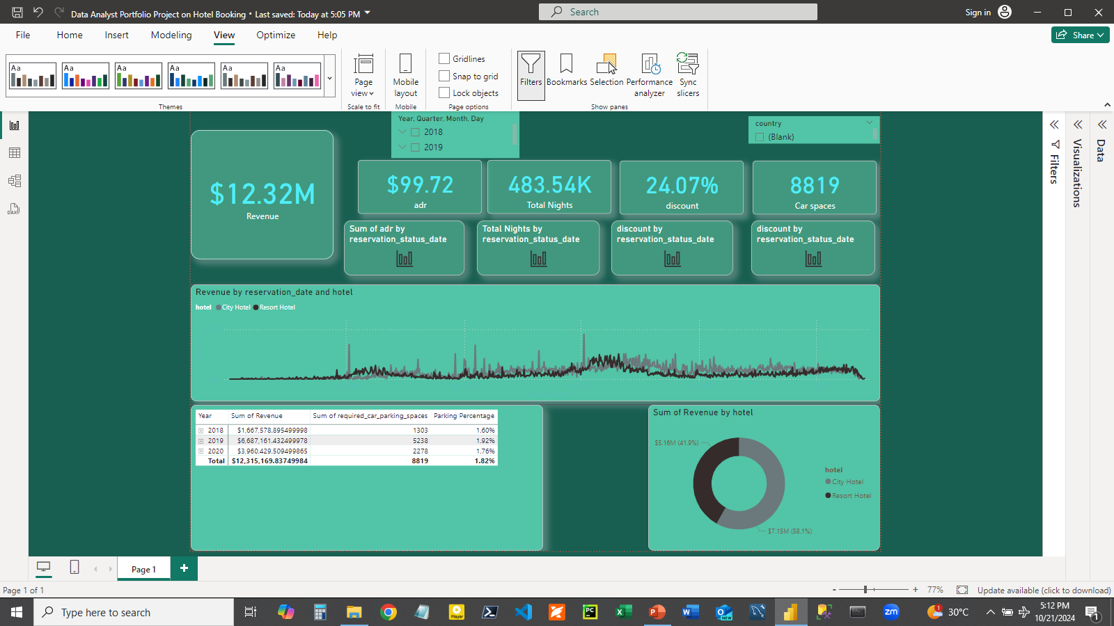 Data Analyst Portfolio Project on Hotel Booking • Last saved: Today at 5:05 PM
Search
Sign in
File Home Insert Modeling View Optimize Help
Share
Aa Aa Aa Aa Aa Aa
Page view
Mobile layout
Gridlines
Snap to grid
Lock objects
Filters
Bookmarks
Selection
Performance analyzer
Sync slicers
Themes
Scale to fit
Mobile
Page options
Show panes
Year, Quarter, Month, Day
2018
2019
country
(Blank)
$12.32M
Revenue
$99.72
adr
483.54K
Total Nights
24.07%
discount
8819
Car spaces
Sum of adr by
reservation_status_date
Total Nights by
reservation_status_date
discount by
reservation_status_date
discount by
reservation_status_date
Revenue by reservation_date and hotel
hotel City Hotel Resort Hotel
Year Sum of Revenue Sum of required_car_parking_spaces Parking Percentage
2018 $1,667,578.895499998 1303 1.60%
2019 $6,687,161.432499978 5238 1.92%
2020 $3,960,429.509499865 2278 1.76%
Total $12,315,169.83749984 8819 1.82%
Sum of Revenue by hotel
$5.16M (41.9%)
$7.15M (58.1%)
hotel
City Hotel
Resort Hotel
Filters
Visualizations
Data
Page 1
Page 1 of 1
77%
Update available (click to download)
Type here to search
30°C
5:12 PM
10/21/2024